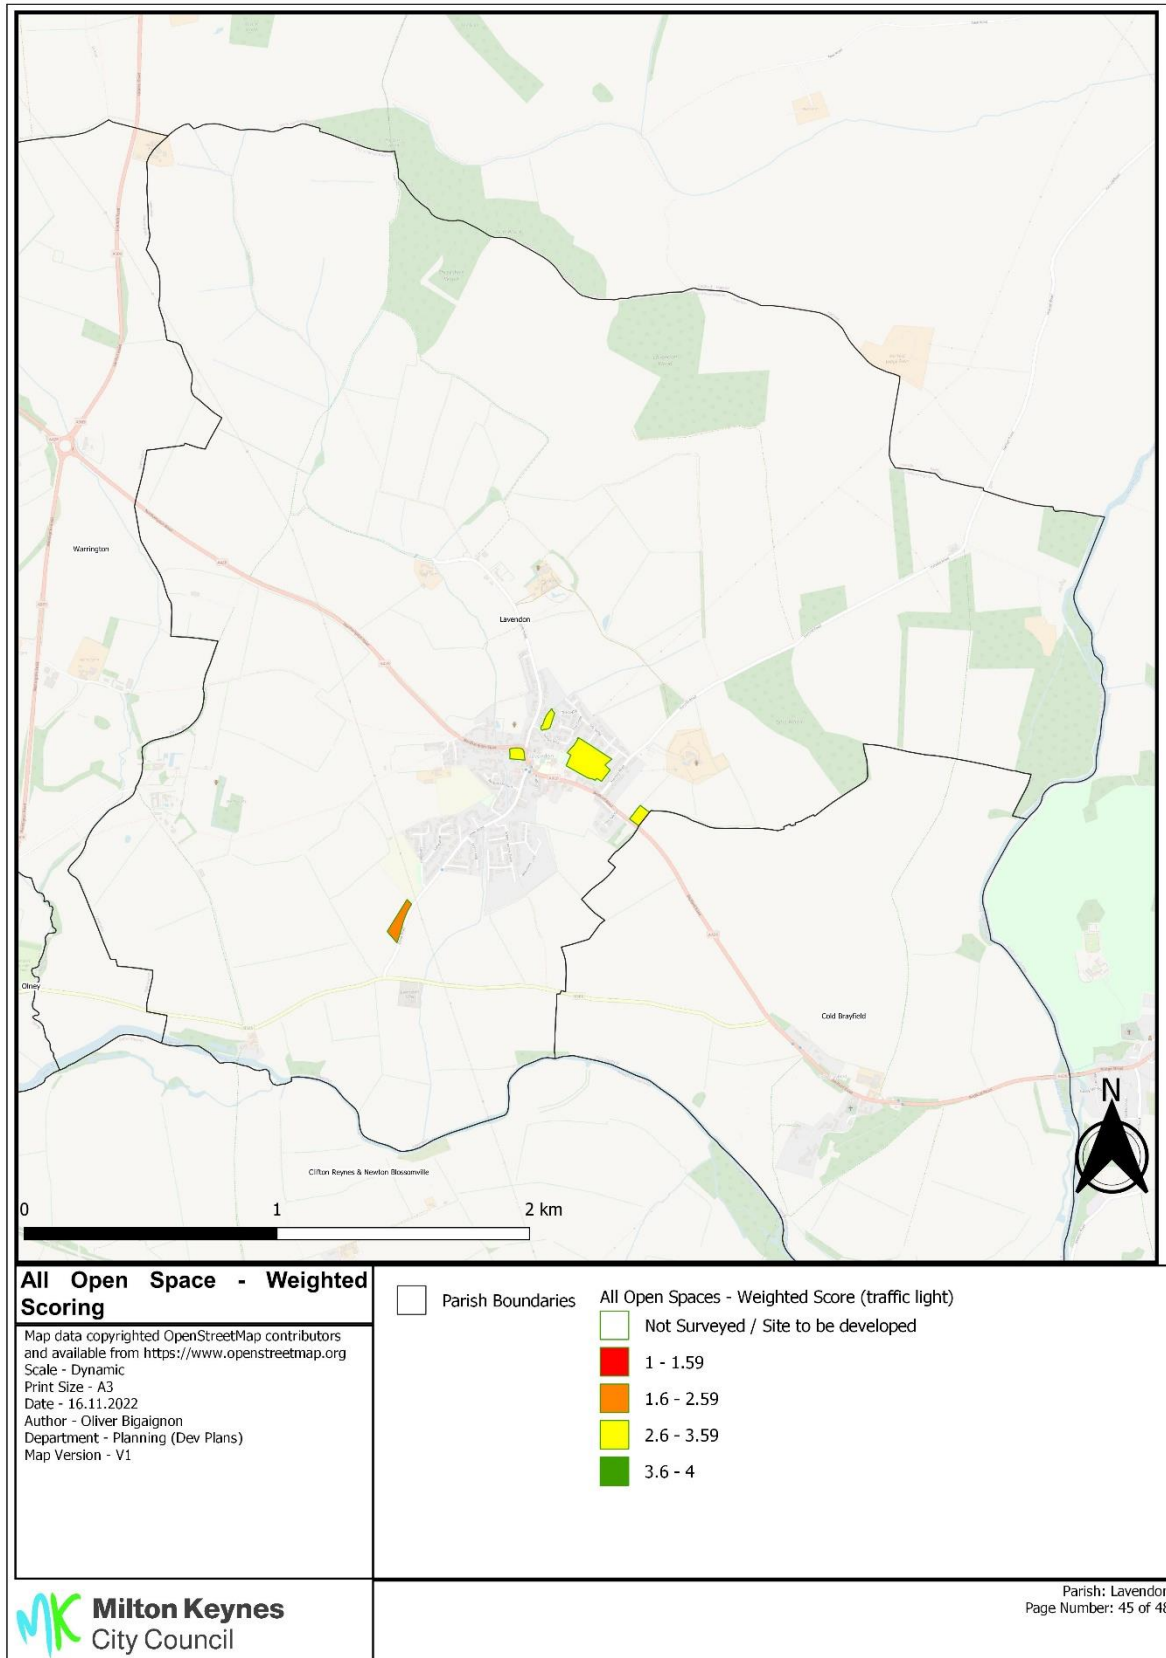 Warrington
Lavendon
Olney
Cold Brayfield
Clifton Reynes & Newton Blossomville
N
0 1 2 km
All Open Space - Weighted
Scoring
Map data copyrighted OpenStreetMap contributors
and available from https://www.openstreetmap.org
Scale - Dynamic
Print Size - A3
Date - 16.11.2022
Author - Oliver Bigaignon
Department - Planning (Dev Plans)
Map Version - V1
Parish Boundaries
All Open Spaces - Weighted Score (traffic light)
Not Surveyed / Site to be developed
1 - 1.59
1.6 - 2.59
2.6 - 3.59
3.6 - 4
MK Milton Keynes
City Council
Parish: Lavendon
Page Number: 45 of 48